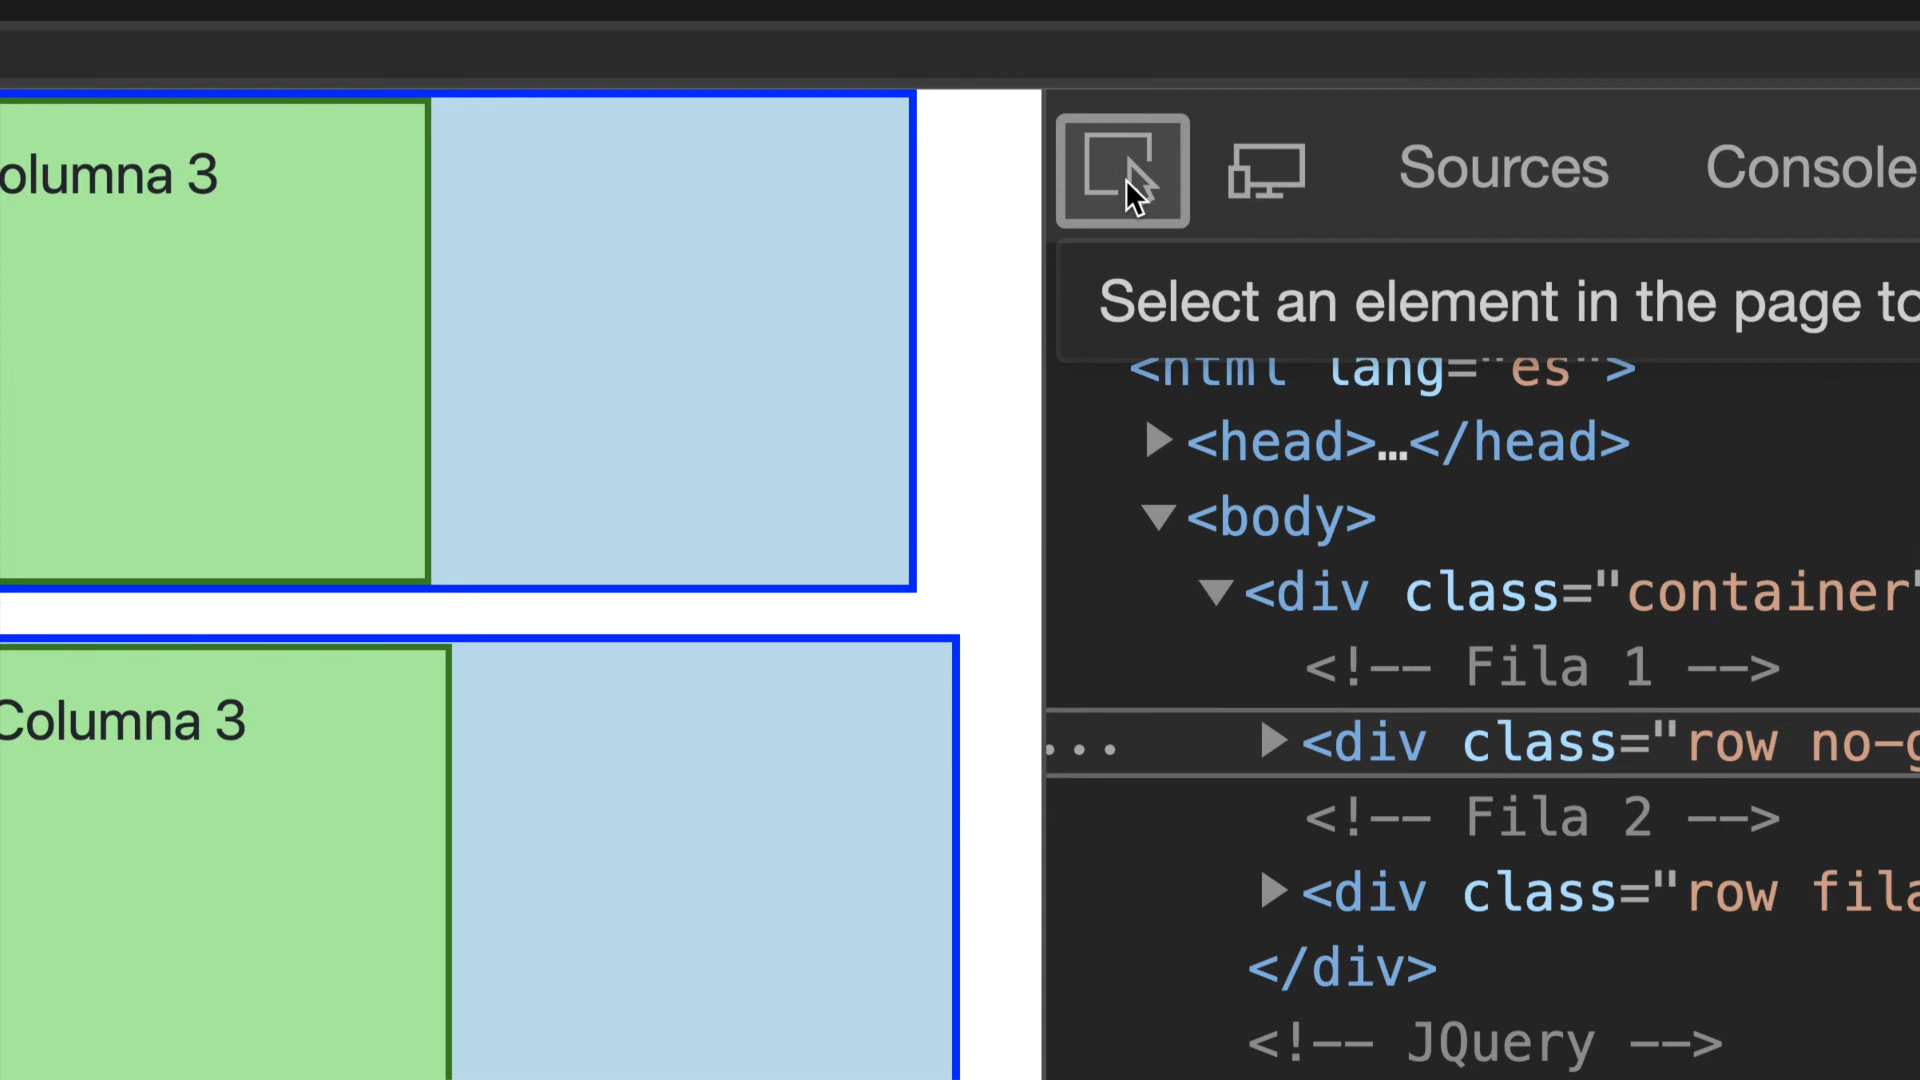 olumna 3
Columna 3
Sources Console
Select an element in the page to
<html lang="es">
<head>…</head>
<body>
<div class="container"
<!-- Fila 1 -->
... <div class="row no-g
<!-- Fila 2 -->
<div class="row fila
</div>
<!-- JQuery -->